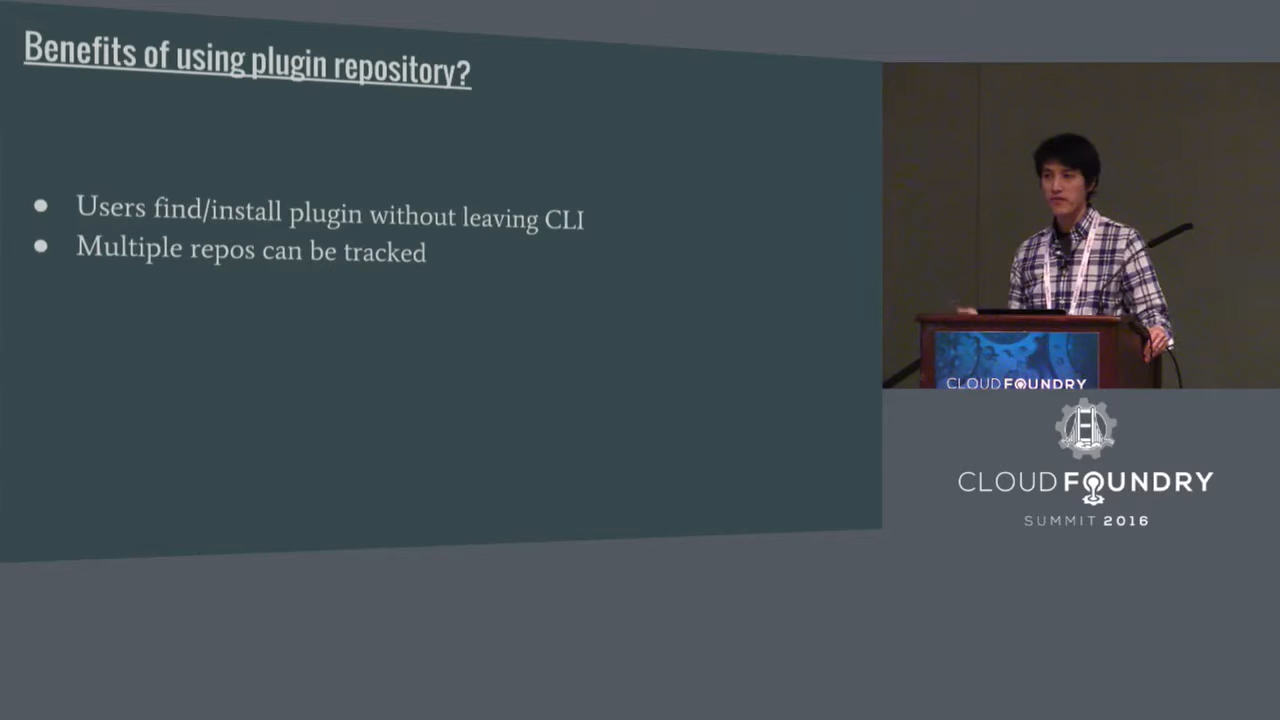 Benefits of using plugin repository?
● Users find/install plugin without leaving CLI
● Multiple repos can be tracked
CLOUD FOUNDRY
CLOUD FOUNDRY
SUMMIT 2016